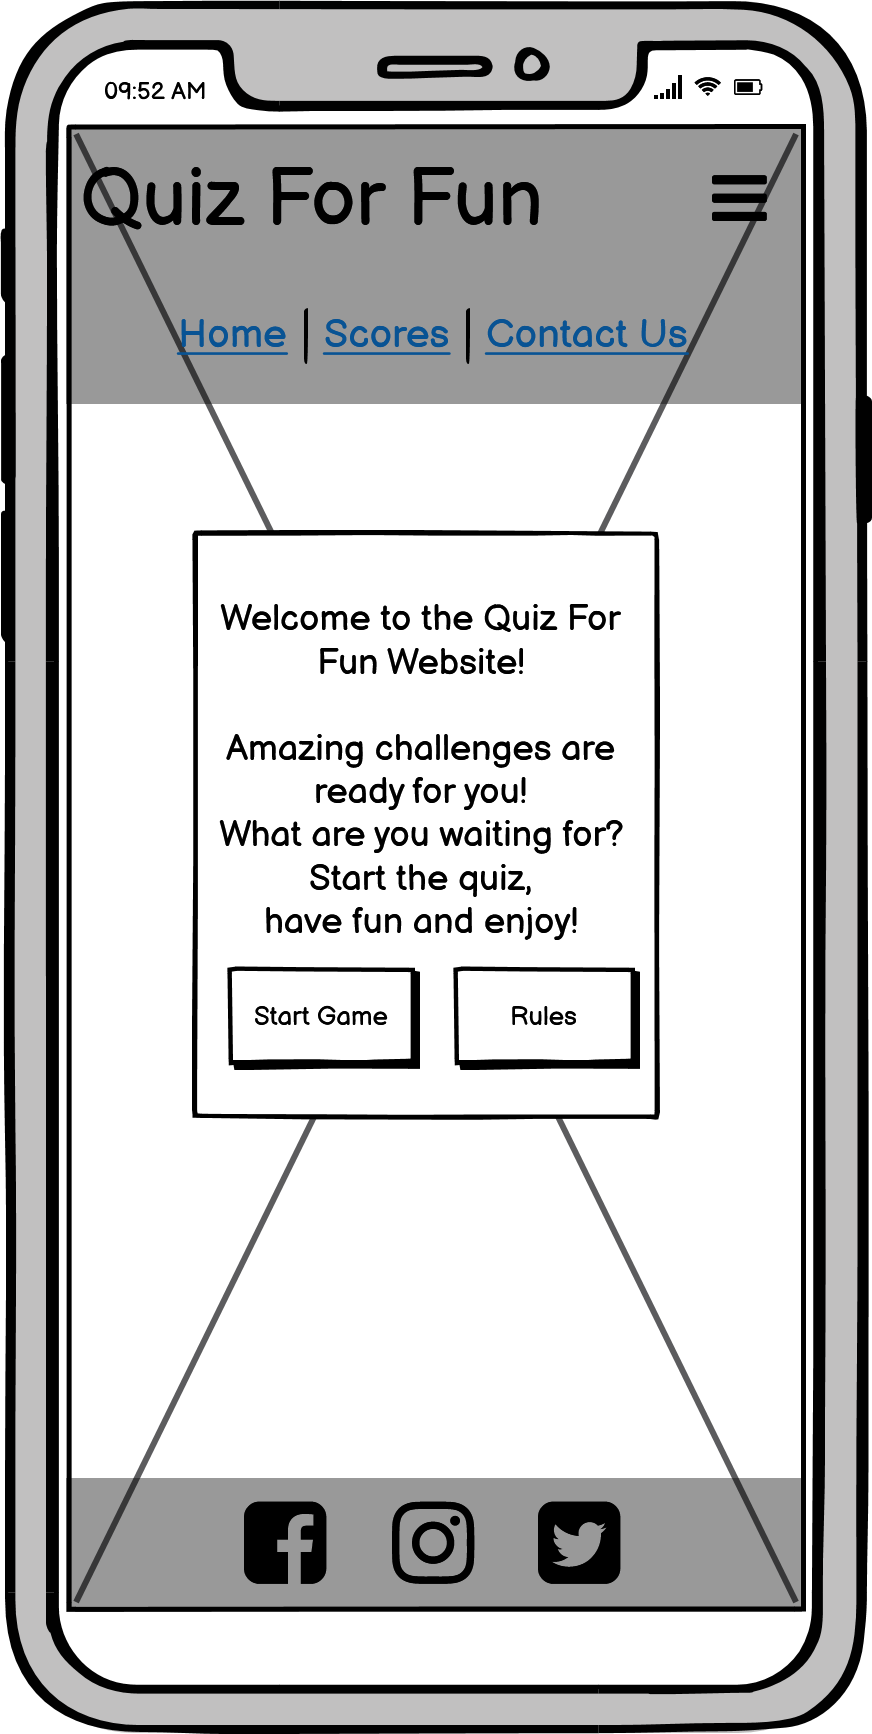 09:52 AM
Quiz For Fun
Home | Scores | Contact Us
Welcome to the Quiz For
Fun Website!
Amazing challenges are
ready for you!
What are you waiting for?
Start the quiz,
have fun and enjoy!
Start Game
Rules